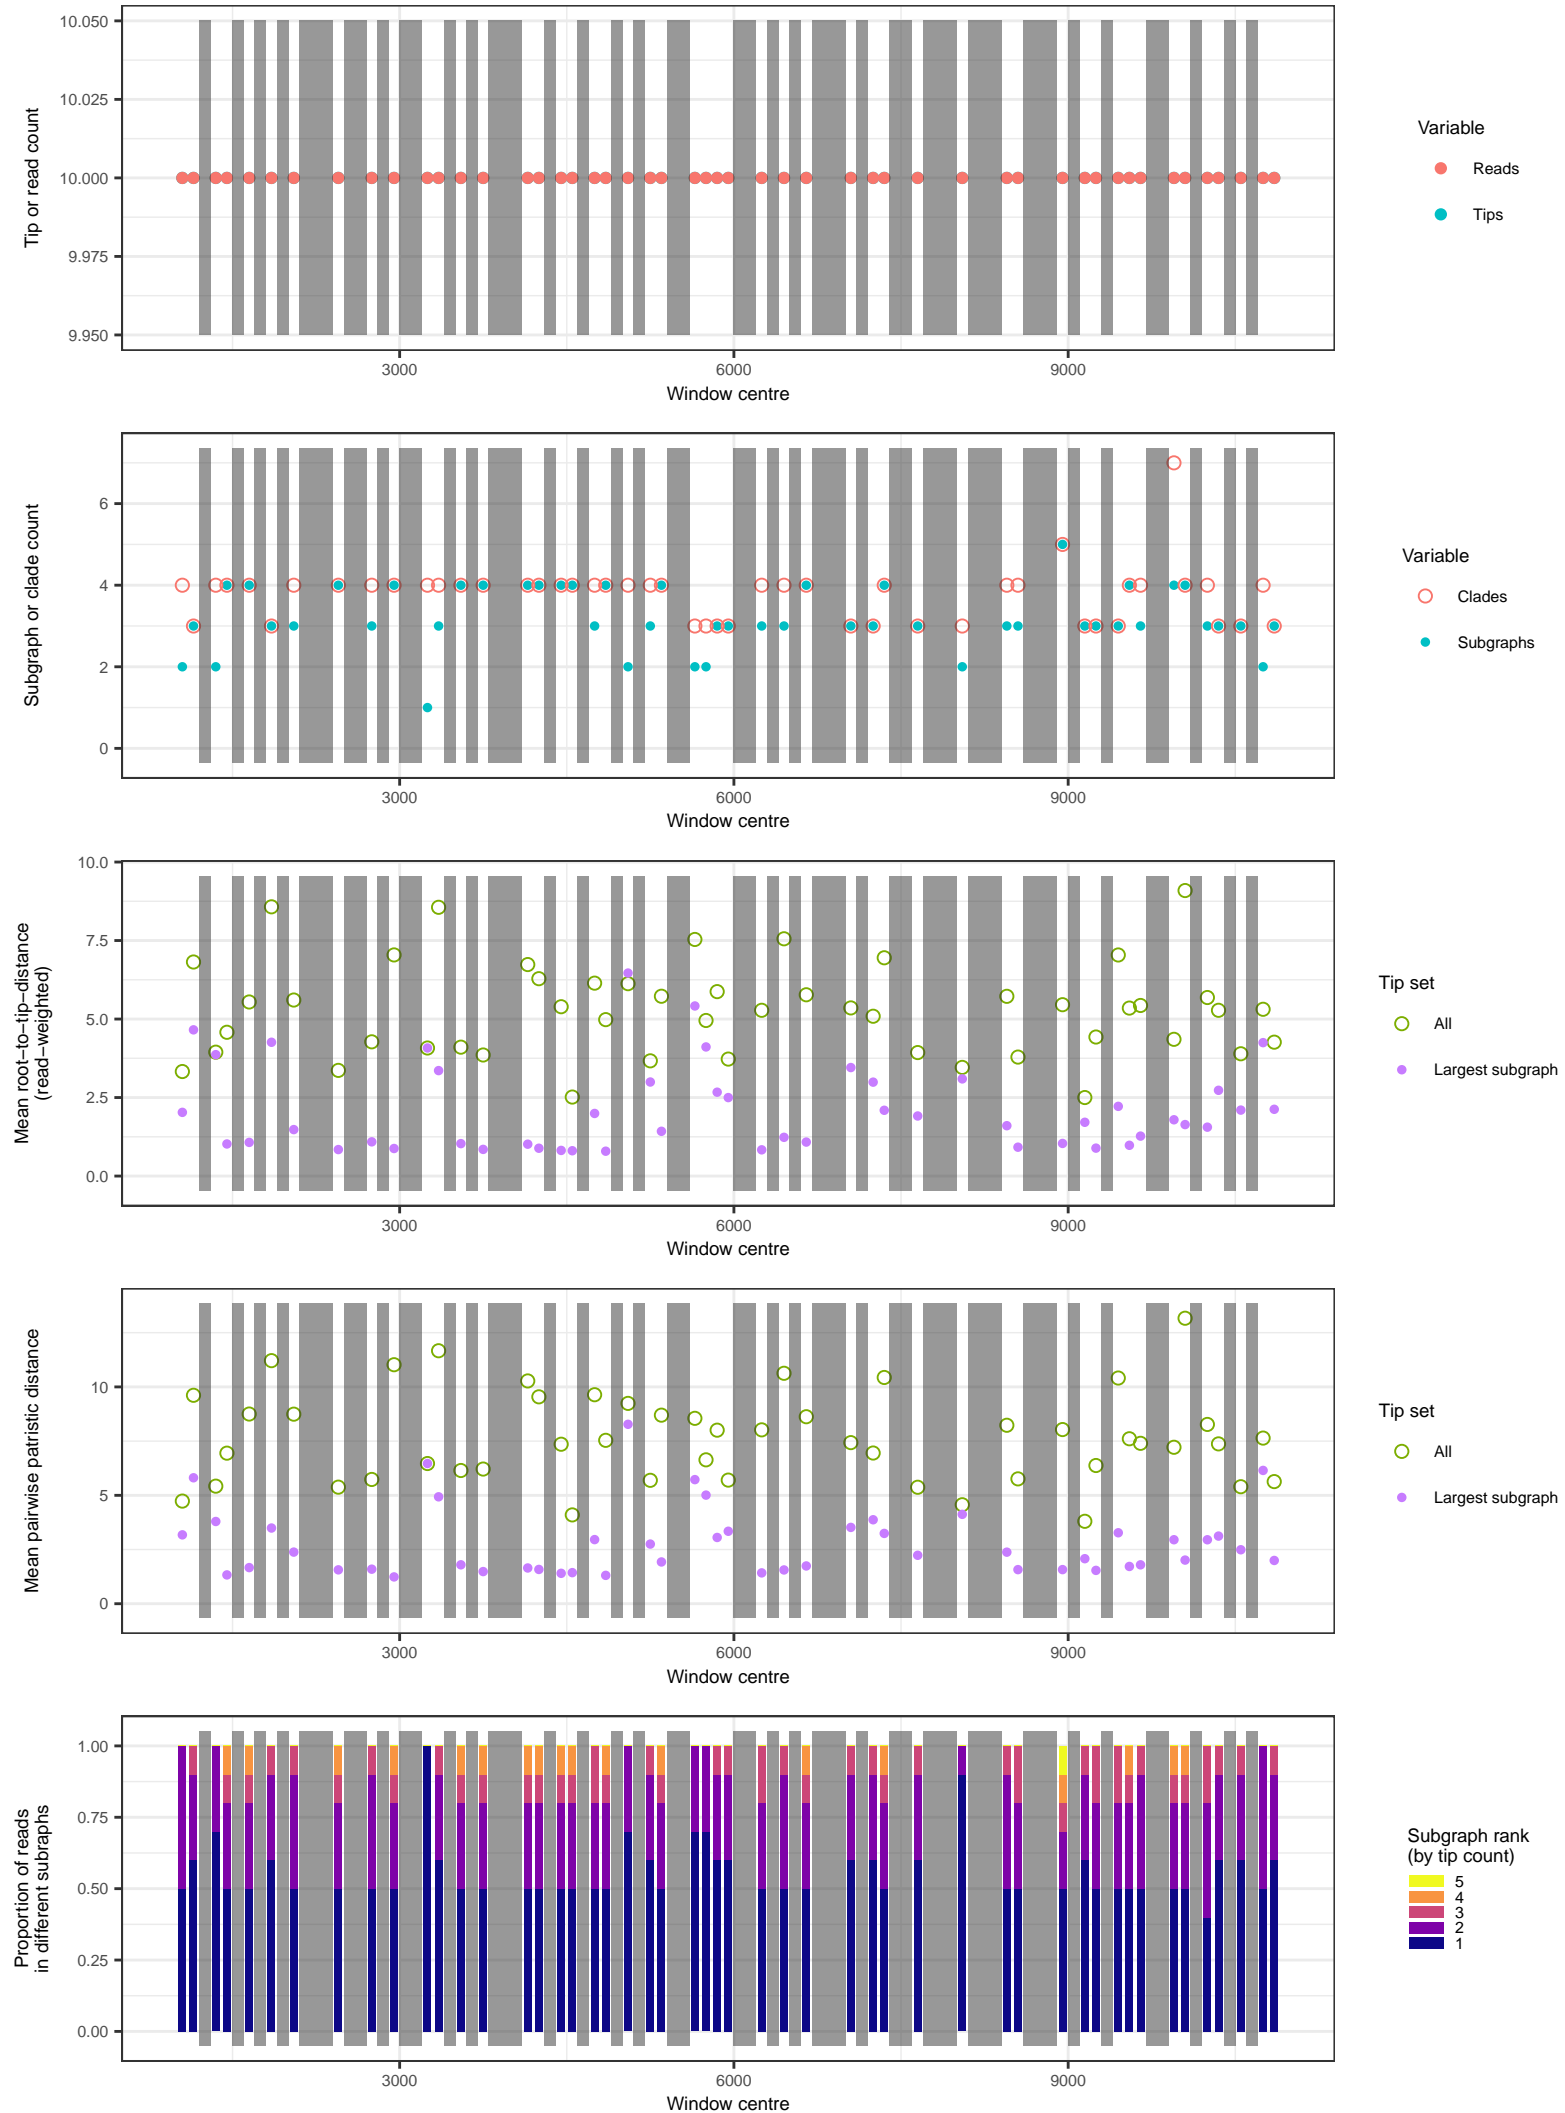 10.050
10.025
10.000
9.975
9.950
Tip or read count
3000
6000
9000
Window centre
Variable
Reads
Tips
6
4
2
0
Subgraph or clade count
3000
6000
9000
Window centre
Variable
Clades
Subgraphs
10.0
7.5
5.0
2.5
0.0
Mean root−to−tip−distance
(read−weighted)
3000
6000
9000
Window centre
Tip set
All
Largest subgraph
10
5
0
Mean pairwise patristic distance
3000
6000
9000
Window centre
Tip set
All
Largest subgraph
1.00
0.75
0.50
0.25
0.00
Proportion of reads
in different subraphs
3000
6000
9000
Window centre
Subgraph rank
(by tip count)
5
4
3
2
1